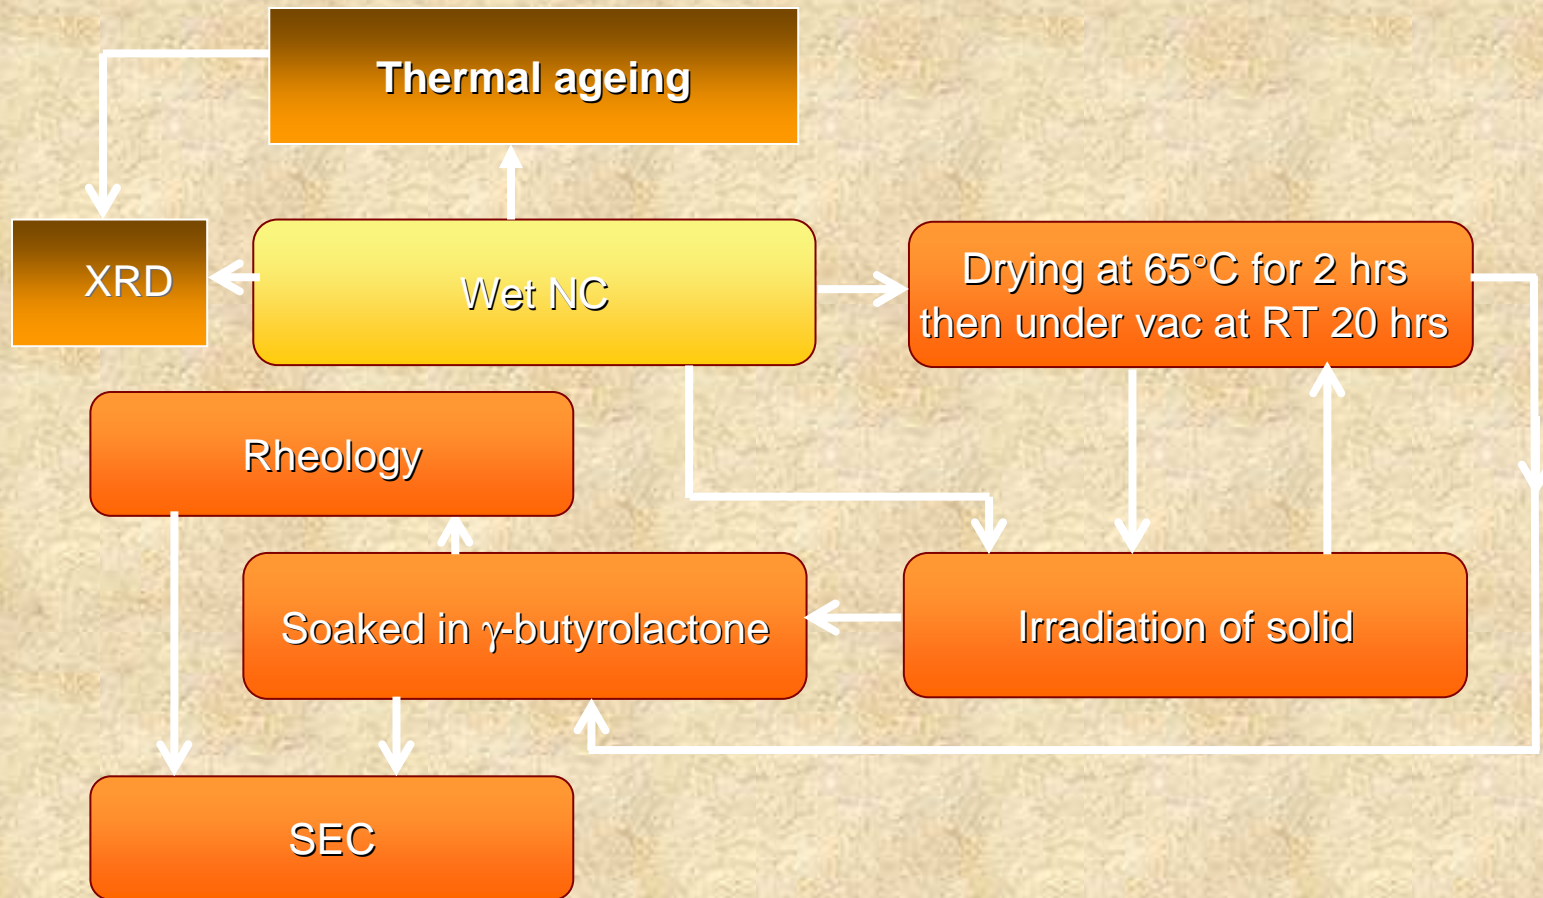 Thermal ageing
XRD
Wet NC
Drying at 65°C for 2 hrs
then under vac at RT 20 hrs
Rheology
Soaked in γ-butyrolactone
Irradiation of solid
SEC